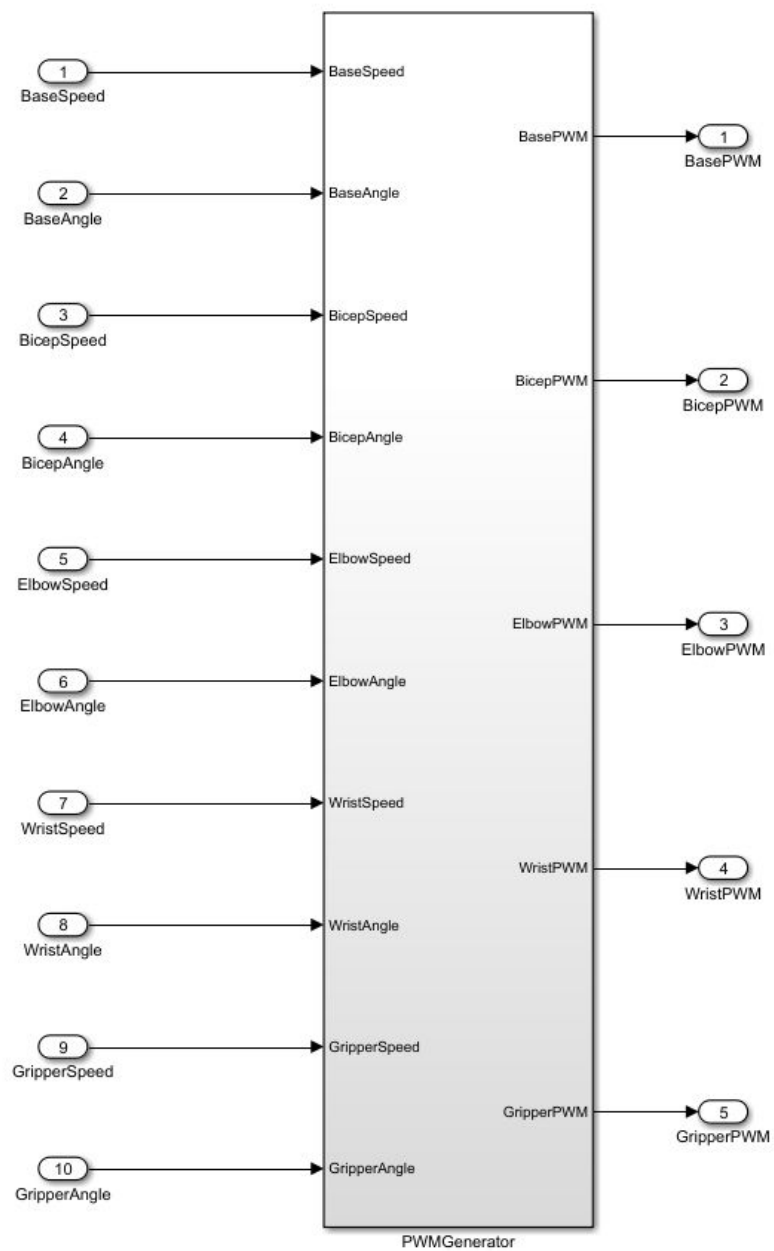 1
BaseSpeed
BaseSpeed
BasePWM
1
BasePWM
2
BaseAngle
BaseAngle
3
BicepSpeed
BicepSpeed
BicepPWM
2
BicepPWM
4
BicepAngle
BicepAngle
5
ElbowSpeed
ElbowSpeed
ElbowPWM
3
ElbowPWM
6
ElbowAngle
ElbowAngle
7
WristSpeed
WristSpeed
WristPWM
4
WristPWM
8
WristAngle
WristAngle
9
GripperSpeed
GripperSpeed
GripperPWM
5
GripperPWM
10
GripperAngle
GripperAngle
PWMGenerator